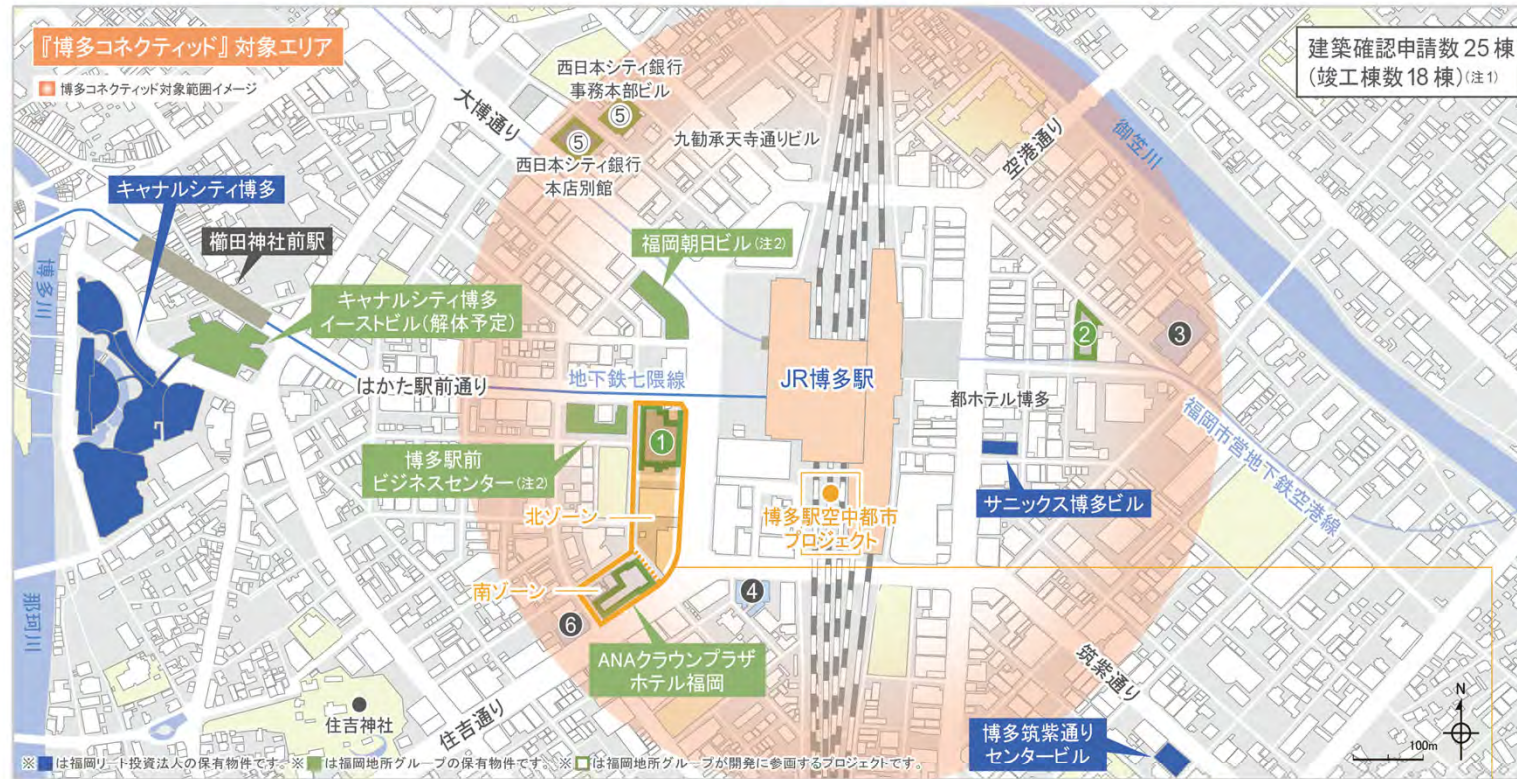 『博多コネクティッド』対象エリア
博多コネクティッド対象範囲イメージ
建築確認申請数25棟
(竣工棟数18棟)(注1)
西日本シティ銀行
事務本部ビル
大博通り
⑤
⑤
九勧承天寺通りビル
西日本シティ銀行
本店別館
空港通り
御笠川
キャナルシティ博多
櫛田神社前駅
福岡朝日ビル(注2)
博多川
キャナルシティ博多
イーストビル(解体予定)
❷
❸
はかた駅前通り
地下鉄七隈線
JR博多駅
都ホテル博多
福岡市営地下鉄空港線
❶
博多駅前
ビジネスセンター(注2)
サニックス博多ビル
北ゾーン
博多駅空中都市
プロジェクト
南ゾーン
❹
❻
那珂川
ANAクラウンプラザ
ホテル福岡
筑紫通り
住吉神社
住吉通り
博多筑紫通り
センタービル
N
100m
※■は福岡リート投資法人の保有物件です。※■は福岡地所グループの保有物件です。※□は福岡地所グループが開発に参画するプロジェクトです。